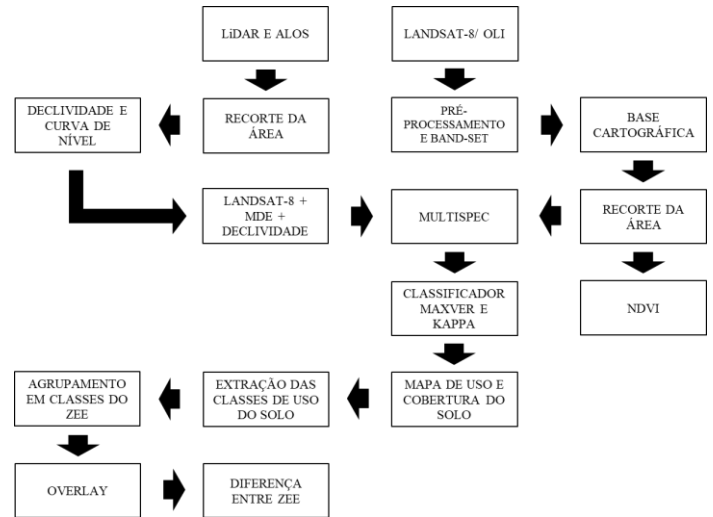 LiDAR E ALOS
LANDSAT-8/ OLI
DECLIVIDADE E
CURVA DE
NÍVEL
RECORTE DA
ÁREA
PRÉ-
PROCESSAMENTO
E BAND-SET
BASE
CARTOGRÁFICA
LANDSAT-8 +
MDE +
DECLIVIDADE
MULTISPEC
RECORTE DA
ÁREA
CLASSIFICADOR
MAXVER E
KAPPA
NDVI
AGRUPAMENTO
EM CLASSES DO
ZEE
EXTRAÇÃO DAS
CLASSES DE USO
DO SOLO
MAPA DE USO E
COBERTURA DO
SOLO
OVERLAY
DIFERENÇA
ENTRE ZEE